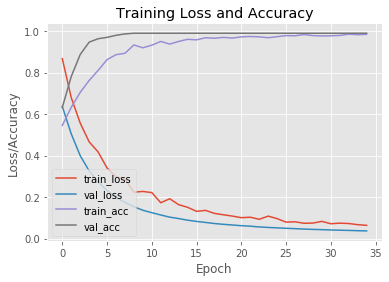 Training Loss and Accuracy
1.0
0.8
0.6
0.4
0.2
0.0
Loss/Accuracy
train_loss
val_loss
train_acc
val_acc
0 5 10 15 20 25 30 35
Epoch